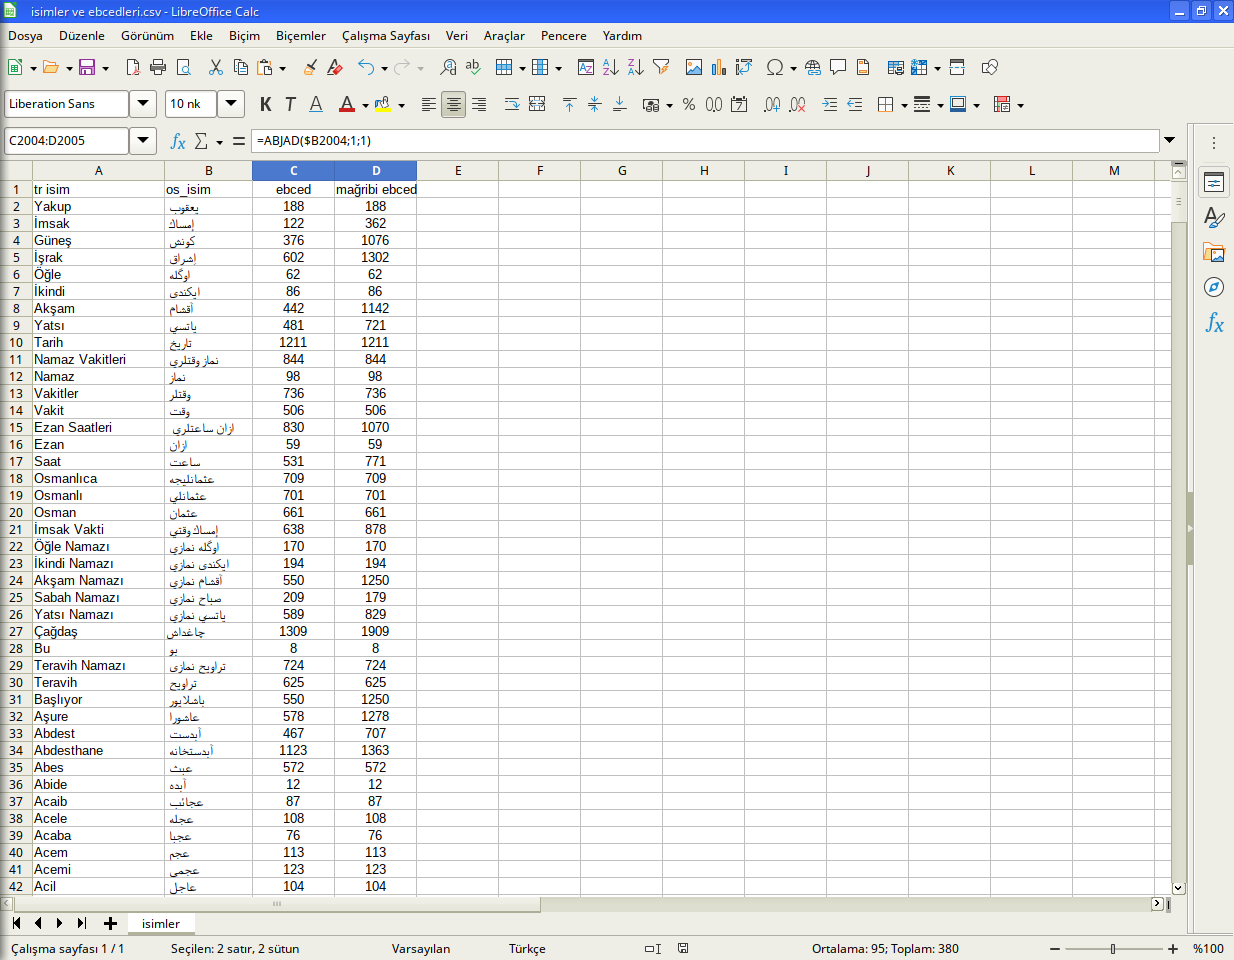 isimler ve ebcedleri.csv - LibreOffice Calc
Dosya Düzenle Görünüm Ekle Biçim Biçemler Çalışma Sayfası Veri Araçlar Pencere Yardım
Liberation Sans 10 nk
C2004:D2005 =ABJAD($B2004;1;1)
A B C D E F G H I J K L M
1 tr isim os_isim ebced mağribi ebced
2 Yakup يعقوب 188 188
3 İmsak إمساك 122 362
4 Güneş كونش 376 1076
5 İşrak إشراق 602 1302
6 Öğle اوگله 62 62
7 İkindi ايكندى 86 86
8 Akşam آقشام 442 1142
9 Yatsı ياتسي 481 721
10 Tarih تاريخ 1211 1211
11 Namaz Vakitleri نماز وقتلري 844 844
12 Namaz نماز 98 98
13 Vakitler وقتلر 736 736
14 Vakit وقت 506 506
15 Ezan Saatleri ازان ساعتلري 830 1070
16 Ezan ازان 59 59
17 Saat ساعت 531 771
18 Osmanlıca عثمانليجه 709 709
19 Osmanlı عثمانلي 701 701
20 Osman عثمان 661 661
21 İmsak Vakti إمساك وقتي 638 878
22 Öğle Namazı اوگله نمازي 170 170
23 İkindi Namazı ايكندى نمازي 194 194
24 Akşam Namazı آقشام نمازي 550 1250
25 Sabah Namazı صباح نمازي 209 179
26 Yatsı Namazı ياتسي نمازي 589 829
27 Çağdaş چاغداش 1309 1909
28 Bu بو 8 8
29 Teravih Namazı تراويح نمازى 724 724
30 Teravih تراويح 625 625
31 Başlıyor باشلايور 550 1250
32 Aşure عاشورا 578 1278
33 Abdest آبدست 467 707
34 Abdesthane آبدستخانه 1123 1363
35 Abes عبث 572 572
36 Abide آبده 12 12
37 Acaib عجائب 87 87
38 Acele عجله 108 108
39 Acaba عجبا 76 76
40 Acem عجم 113 113
41 Acemi عجمى 123 123
42 Acil عاجل 104 104
isimler
Çalışma sayfası 1 / 1 Seçilen: 2 satır, 2 sütun Varsayılan Türkçe Ortalama: 95; Toplam: 380 %100